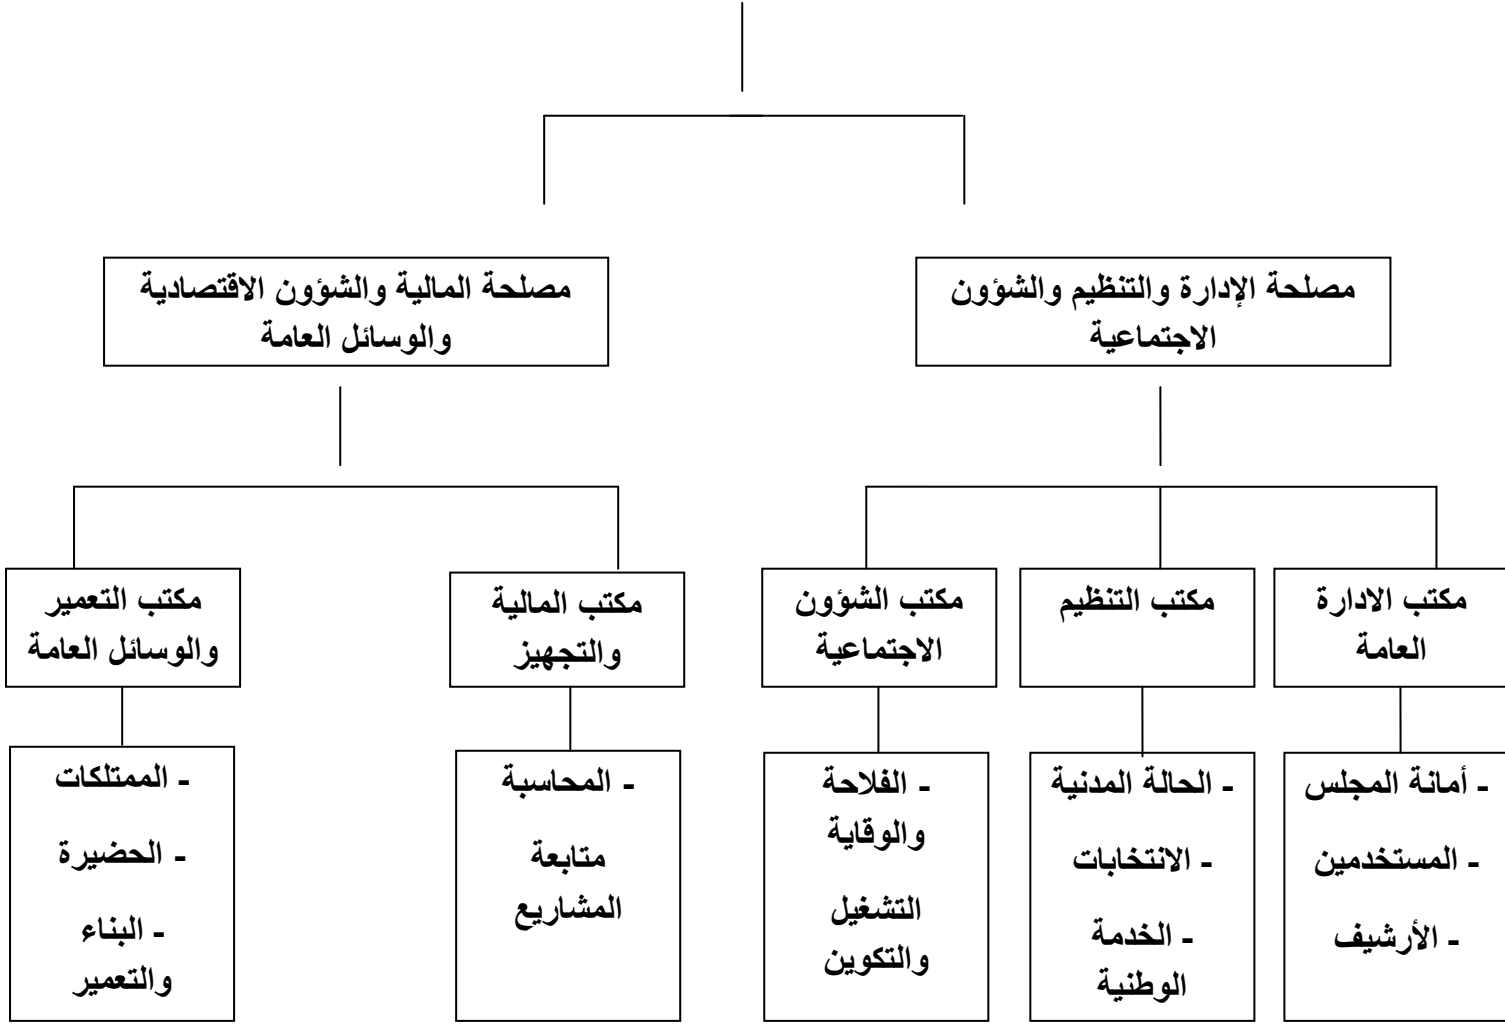 مصلحة الإدارة والتنظيم والشؤون
الاجتماعية
مصلحة المالية والشؤون الاقتصادية
والوسائل العامة
مكتب الادارة
العامة
مكتب التنظيم
مكتب الشؤون
الاجتماعية
مكتب المالية
والتجهيز
مكتب التعمير
والوسائل العامة
- أمانة المجلس
- المستخدمين
- الأرشيف
- الحالة المدنية
- الانتخابات
- الخدمة
الوطنية
- الفلاحة
والوقاية
التشغيل
والتكوين
- المحاسبة
متابعة
المشاريع
- الممتلكات
- الحضيرة
- البناء
والتعمير